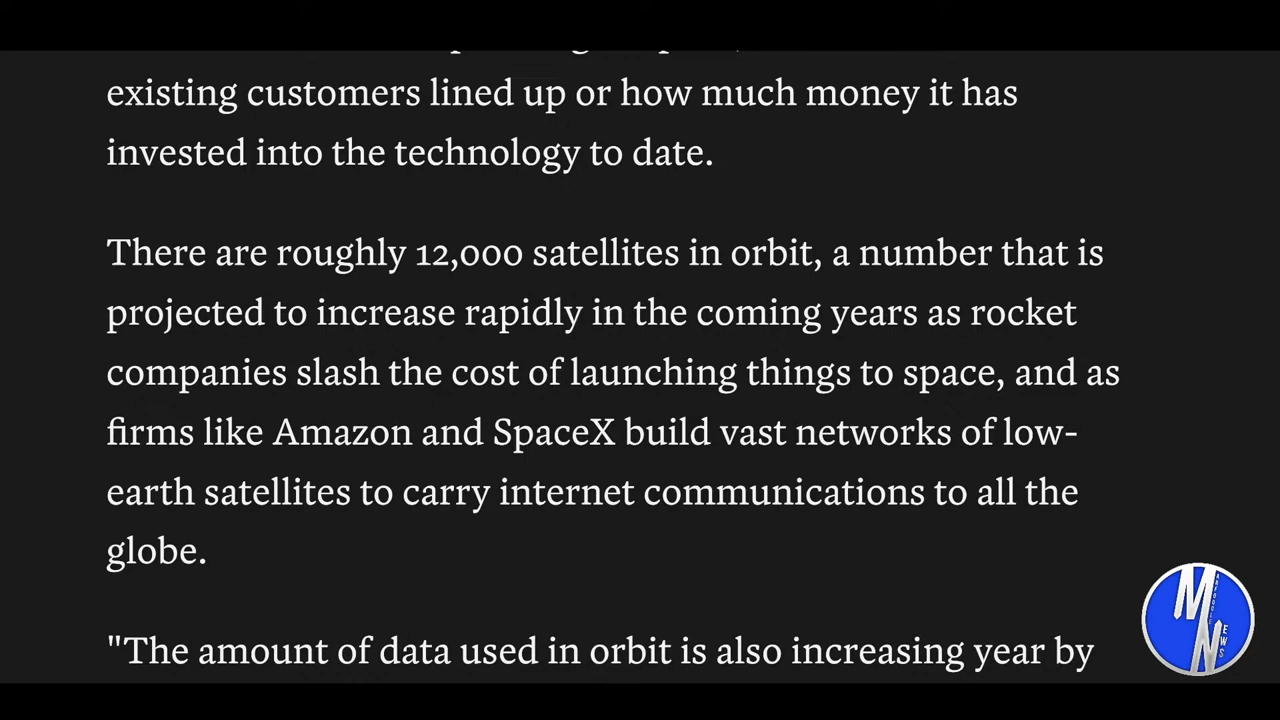 existing customers lined up or how much money it has
invested into the technology to date.
There are roughly 12,000 satellites in orbit, a number that is
projected to increase rapidly in the coming years as rocket
companies slash the cost of launching things to space, and as
firms like Amazon and SpaceX build vast networks of low-
earth satellites to carry internet communications to all the
globe.
"The amount of data used in orbit is also increasing year by